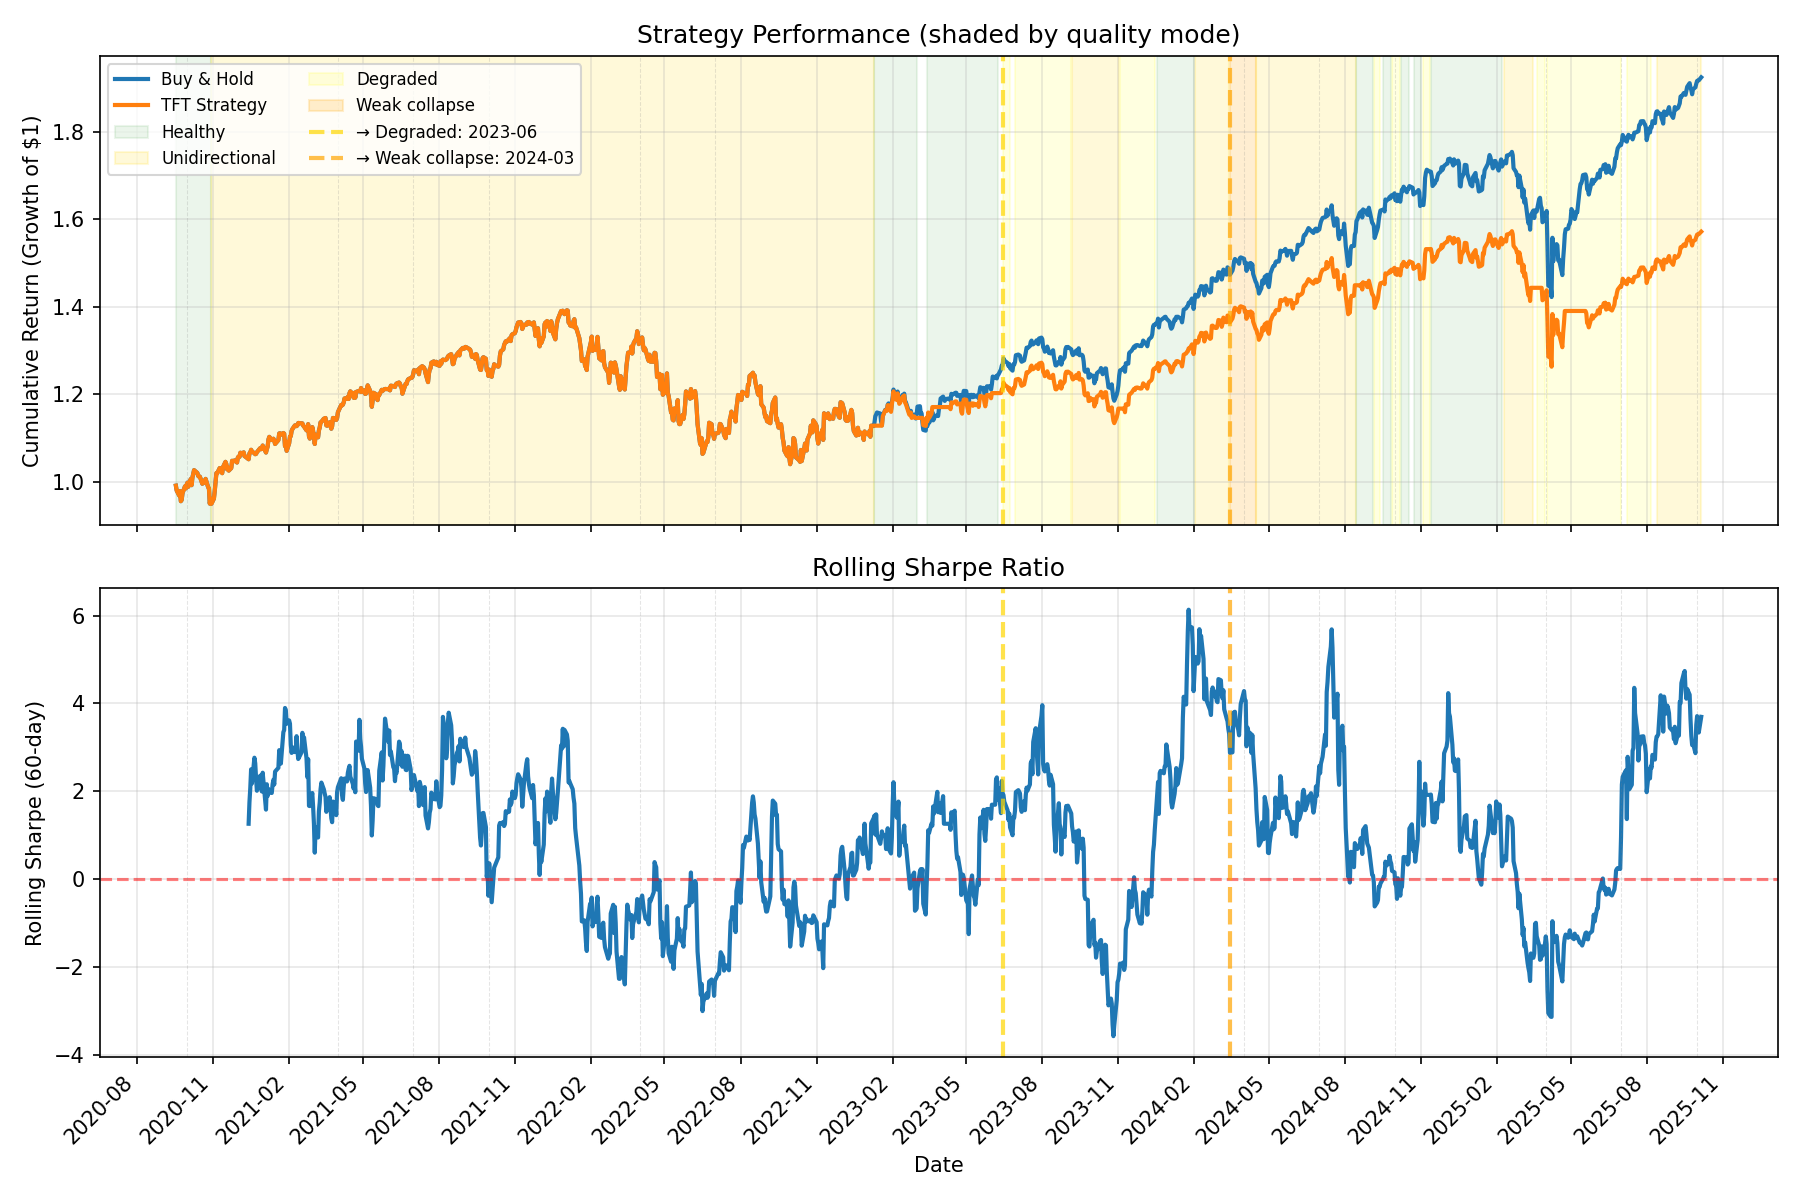 Strategy Performance (shaded by quality mode)
Cumulative Return (Growth of $1)
1.8
1.6
1.4
1.2
1.0
Buy & Hold
TFT Strategy
Healthy
Unidirectional
Degraded
Weak collapse
→ Degraded: 2023-06
→ Weak collapse: 2024-03
Rolling Sharpe Ratio
Rolling Sharpe (60-day)
6
4
2
0
−2
−4
2020-08
2020-11
2021-02
2021-05
2021-08
2021-11
2022-02
2022-05
2022-08
2022-11
2023-02
2023-05
2023-08
2023-11
2024-02
2024-05
2024-08
2024-11
2025-02
2025-05
2025-08
2025-11
Date